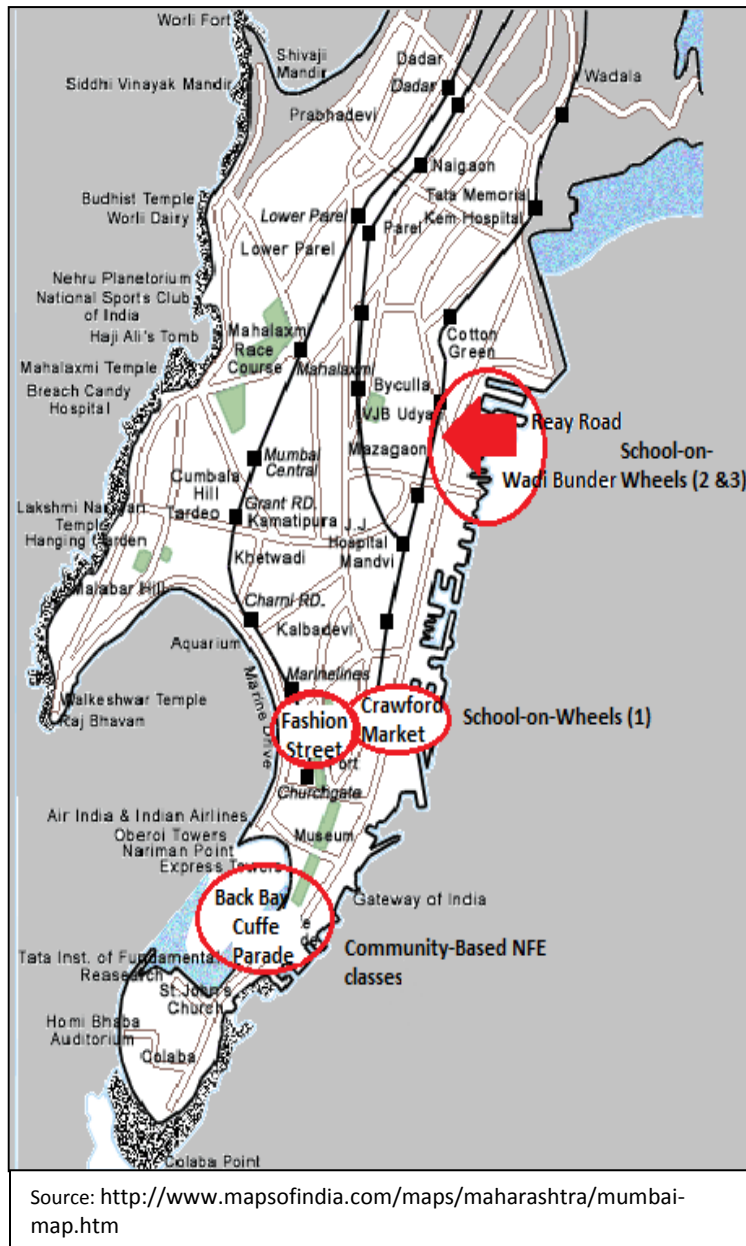 Worli Fort
Shivaji
Mandir
Dadar
Dadar
Wadala
Siddhi Vinayak Mandir
Prabhadevi
Naigaon
Budhist Temple
Worli Dairy
Lower Parel
Tata Memorial
Kem Hospital
Parel
Lower Parel
Nehru Planetorium
National Sports Club
of India
Haji Ali's Tomb
Mahalaxmi
Race
Course
Mahalaxmi
Cotton
Green
Mahalaxmi Temple
Breach Candy
Hospital
Byculla
VJB Udyan
Reay Road
Mazagaon
School-on-
Wadi Bunder Wheels (2 &3)
Mumbai
Central
Cumbala
Hill
Tardeo
Grant RD.
Kamatipura
Lakshmi Narayan
Temple
Hanging Garden
J.J
Hospital
Mandvi
Khetwadi
Malabar Hill
Charni RD.
Kalbadevi
Aquarium
Marinelines
Marine Drive
Walkeshwar Temple
Raj Bhavan
Fashion
Street
Crawford
Market
School-on-Wheels (1)
Fort
Churchgate
Air India & Indian Airlines
Oberoi Towers
Nariman Point
Express Towers
Museum
Gateway of India
Back Bay
Cuffe
Parade
Community-Based NFE
classes
Tata Inst. of Fundamental
Reasearch
St. John's
Church
Homi Bhaba
Auditorium
Colaba
Colaba Point
Source: http://www.mapsofindia.com/maps/maharashtra/mumbai-
map.htm